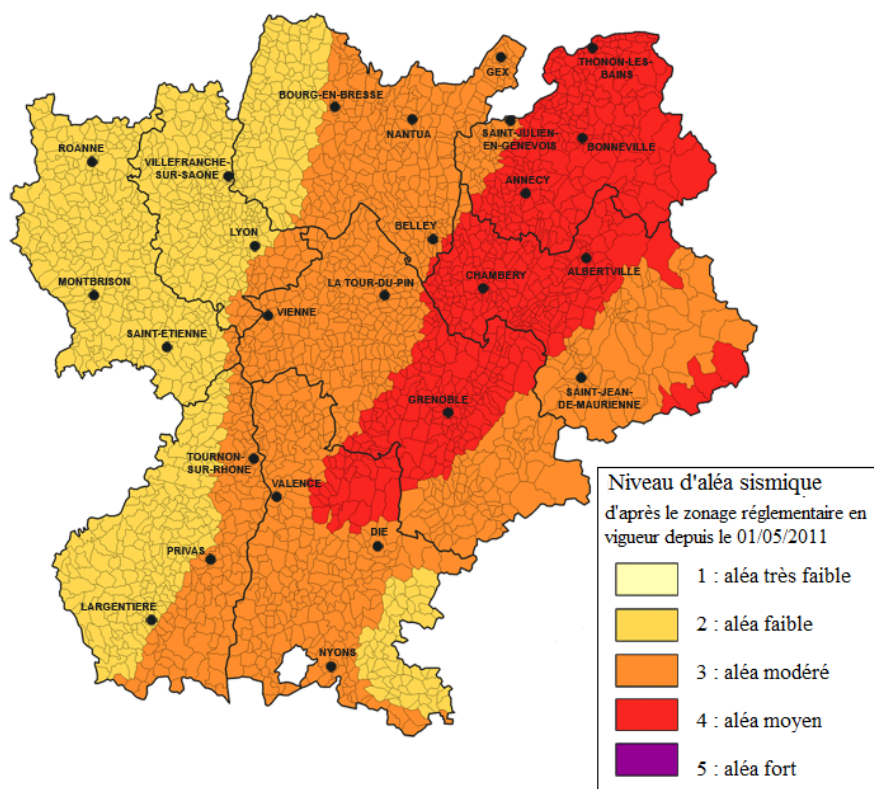 GEX
THONON-LES-
BAINS
BOURG-EN-BRESSE
NANTUA
SAINT-JULIEN-
EN-GENEVOIS
BONNEVILLE
ROANNE
VILLEFRANCHE-
SUR-SAONE
ANNECY
LYON
BELLEY
ALBERTVILLE
MONTBRISON
LA TOUR-DU-PIN
CHAMBERY
VIENNE
SAINT-ETIENNE
SAINT-JEAN-
DE-MAURIENNE
GRENOBLE
TOURNON-
SUR-RHONE
VALENCE
DIE
PRIVAS
LARGENTIERE
NYONS
Niveau d'aléa sismique
d'après le zonage réglementaire en
vigueur depuis le 01/05/2011
1 : aléa très faible
2 : aléa faible
3 : aléa modéré
4 : aléa moyen
5 : aléa fort